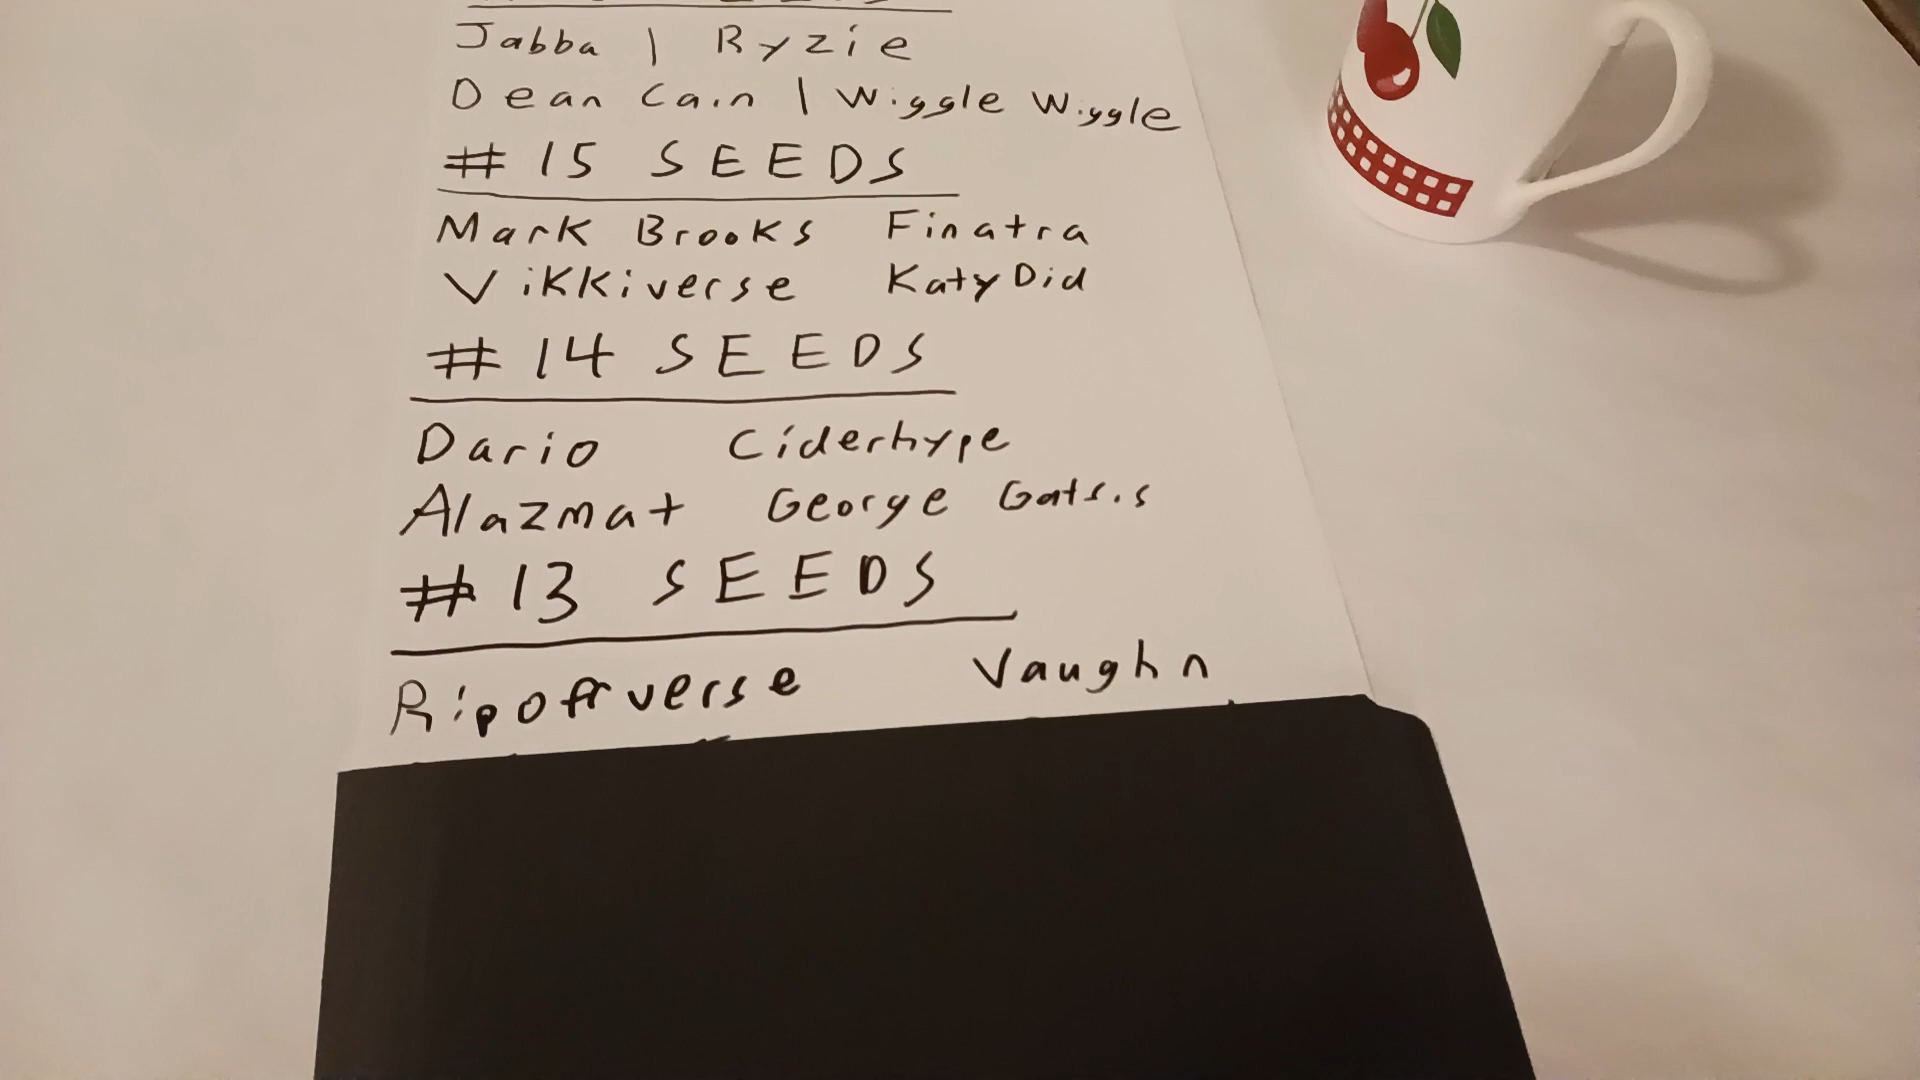 Jabba | Ryzie
Dean Cain | Wiggle Wiggle
# 15 SEEDS
Mark Brooks Finatra
Vikkiverse KatyDid
# 14 SEEDS
Dario Ciderhype
Alazmat George Gatsis
# 13 SEEDS
Ripoffverse Vaughn